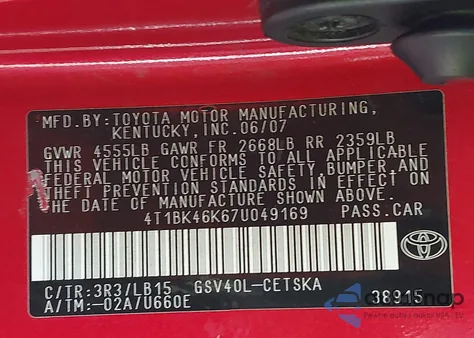 MFD.BY:TOYOTA MOTOR MANUFACTURING,
KENTUCKY,INC.06/07
GVWR 4555LB GAWR FR 2668LB RR 2359LB
THIS VEHICLE CONFORMS TO ALL APPLICABLE
FEDERAL MOTOR VEHICLE SAFETY,BUMPER,AND
THEFT PREVENTION STANDARDS IN EFFECT ON
THE DATE OF MANUFACTURE SHOWN ABOVE.
4T1BK46K67U049169 PASS.CAR
C/TR:3R3/LB15 GSV40L-CETSKA
A/TM:-02A/U660E 38915